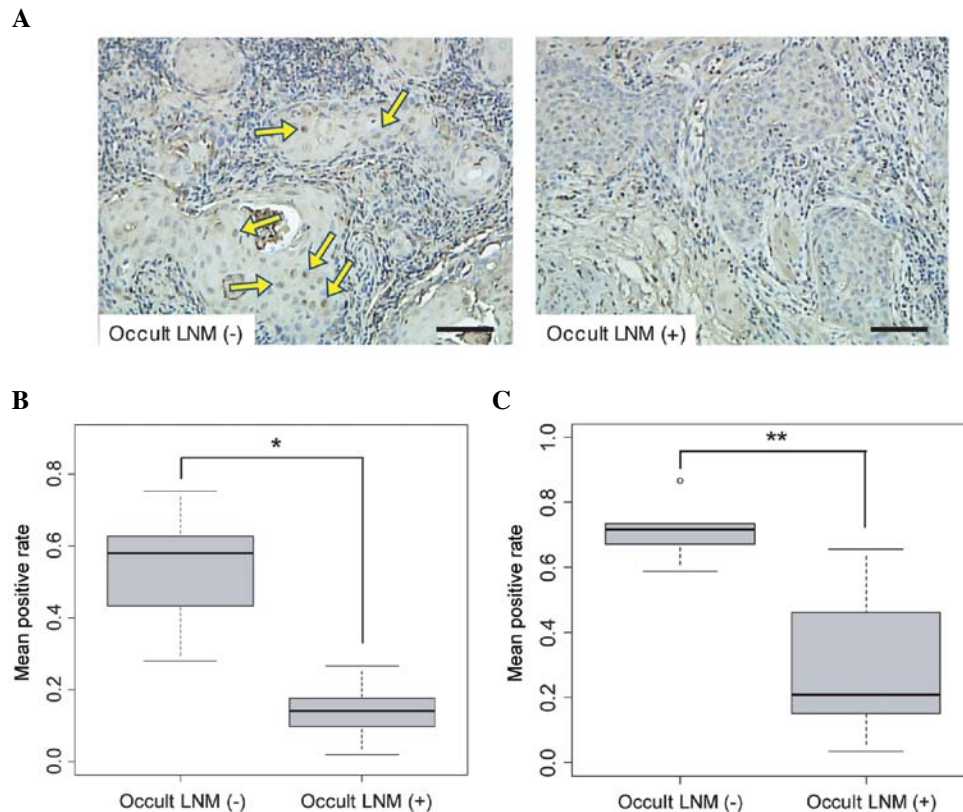 A
Occult LNM (-)
Occult LNM (+)
B
Mean positive rate
0.8
0.6
0.4
0.2
0.0
*
Occult LNM (-)
Occult LNM (+)
C
Mean positive rate
1.0
0.8
0.6
0.4
0.2
0.0
**
Occult LNM (-)
Occult LNM (+)